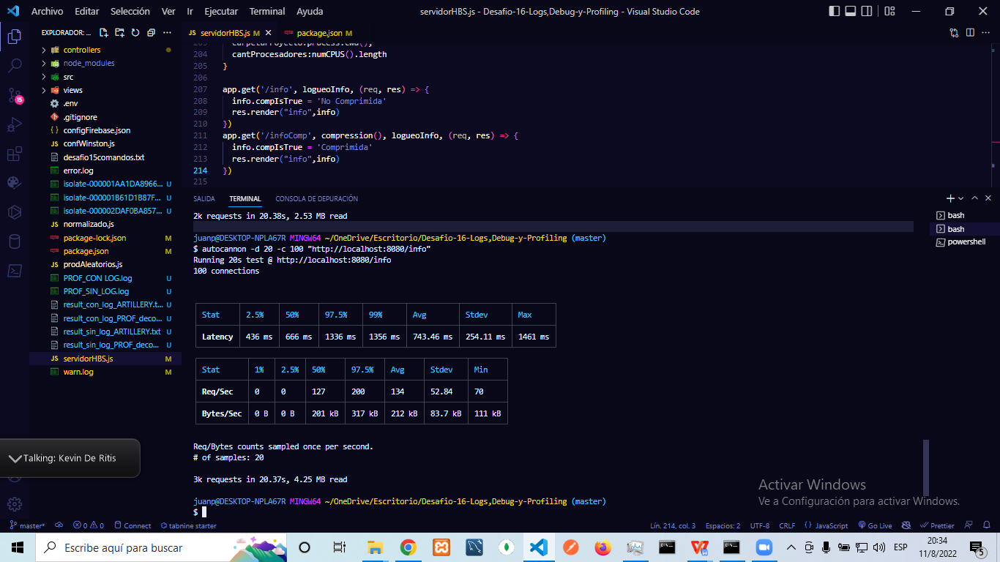 Archivo Editar Selección Ver Ir Ejecutar Terminal Ayuda
servidorHBS.js - Desafio-16-Logs,Debug-y-Profiling - Visual Studio Code
EXPLORADOR: ...
controllers
node_modules
src
views
.env
.gitignore
configFirebase.json
confWinston.js
desafio15comandos.txt
error.log
isolate-000001AA1DA8966... U
isolate-000001B61D1B87F... U
isolate-000002DAF0BA857... U
normalizado.js
package-lock.json M
package.json M
prodAleatorios.js
PROF_CON LOG.log U
PROF_SIN_LOG.log U
result_con_log_ARTILLERY.t... U
result_con_log_PROF_deco... U
result_sin_log_ARTILLERY.txt U
result_sin_log_PROF_deco... U
servidorHBS.js M
warn.log M
15
servidorHBS.js M
package.json M
203 carpetaProyecto:process.cwd(),
204 cantProcesadores:numCPUS().length
205 }
206
207 app.get('/info', logueoInfo, (req, res) => {
208 info.compIsTrue = 'No Comprimida'
209 res.render("info",info)
210 })
211 app.get('/infoComp', compression(), logueoInfo, (req, res) => {
212 info.compIsTrue = 'Comprimida'
213 res.render("info",info)
214 })
215
SALIDA TERMINAL CONSOLA DE DEPURACIÓN
bash
bash
powershell
2k requests in 20.38s, 2.53 MB read
juanp@DESKTOP-NPLA67R MINGW64 ~/OneDrive/Escritorio/Desafio-16-Logs,Debug-y-Profiling (master)
$ autocannon -d 20 -c 100 "http://localhost:8080/info"
Running 20s test @ http://localhost:8080/info
100 connections
Stat 2.5% 50% 97.5% 99% Avg Stdev Max
Latency 436 ms 666 ms 1336 ms 1356 ms 743.46 ms 254.11 ms 1461 ms
Stat 1% 2.5% 50% 97.5% Avg Stdev Min
Req/Sec 0 0 127 200 134 52.84 70
Bytes/Sec 0 B 0 B 201 kB 317 kB 212 kB 83.7 kB 111 kB
Req/Bytes counts sampled once per second.
# of samples: 20
3k requests in 20.37s, 4.25 MB read
juanp@DESKTOP-NPLA67R MINGW64 ~/OneDrive/Escritorio/Desafio-16-Logs,Debug-y-Profiling (master)
$
Talking: Kevin De Ritis
Activar Windows
Ve a Configuración para activar Windows.
master* 0 0 Connect tabnine starter
Lín. 214, col. 3 Espacios: 2 UTF-8 CRLF JavaScript Go Live Prettier
Escribe aquí para buscar
ESP
20:34
11/8/2022
5